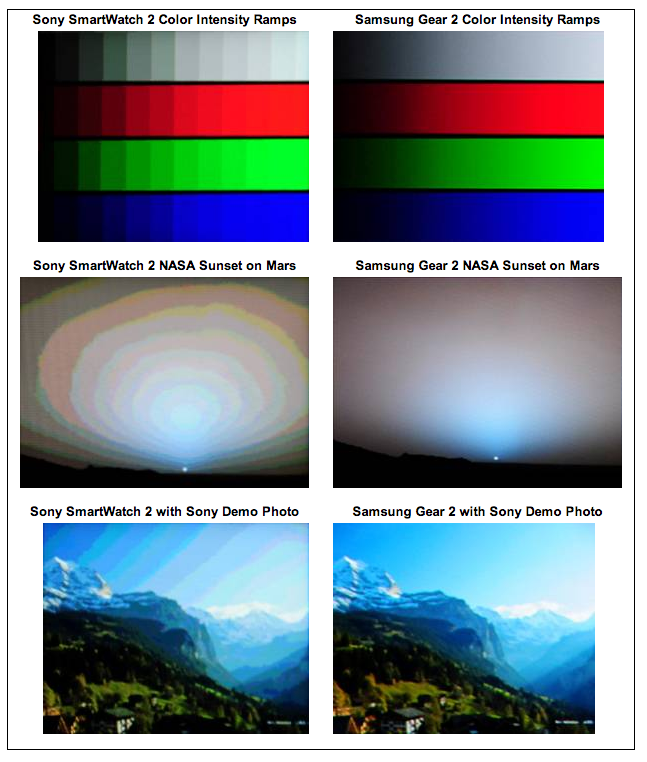 Sony SmartWatch 2 Color Intensity Ramps
Samsung Gear 2 Color Intensity Ramps
Sony SmartWatch 2 NASA Sunset on Mars
Samsung Gear 2 NASA Sunset on Mars
Sony SmartWatch 2 with Sony Demo Photo
Samsung Gear 2 with Sony Demo Photo